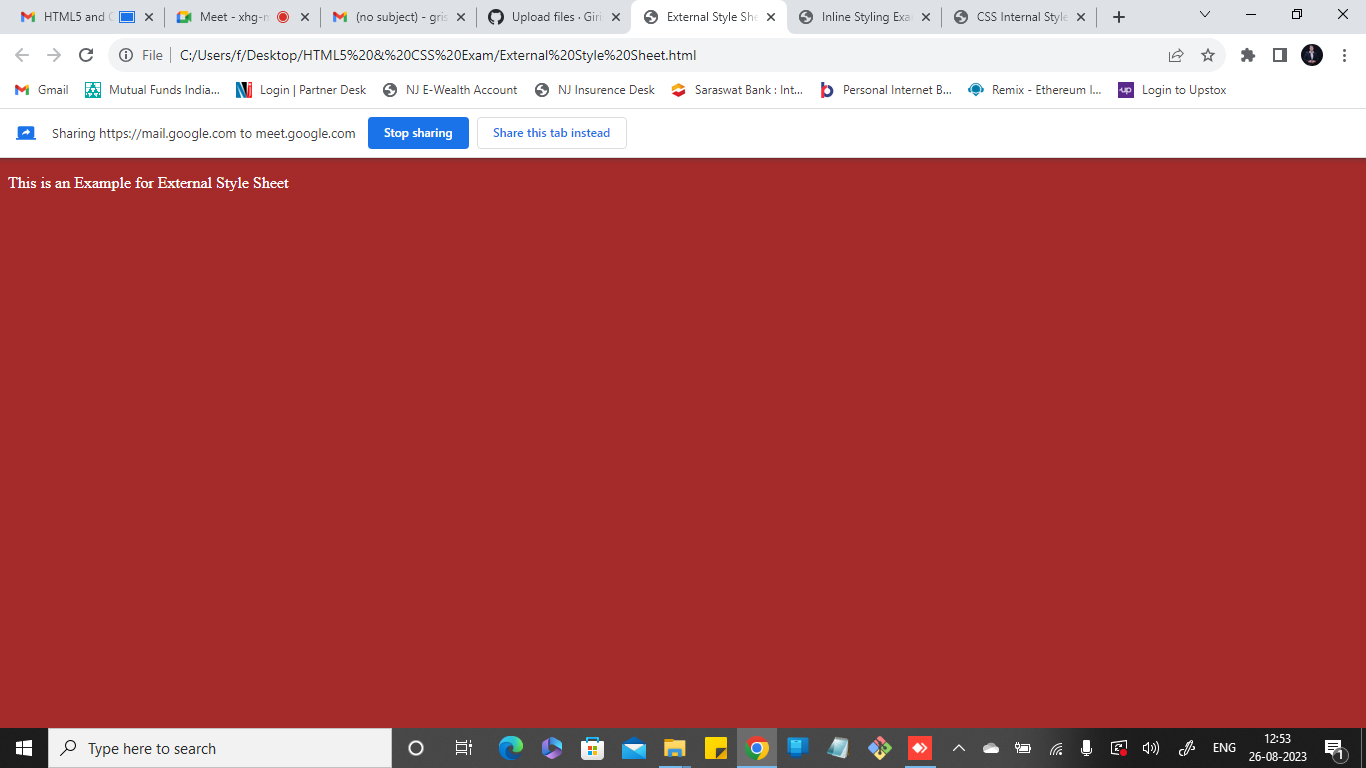 HTML5 and C
Meet - xhg-m
(no subject) - gris
Upload files · Giri
External Style She
Inline Styling Exa
CSS Internal Style
File
C:/Users/f/Desktop/HTML5%20&%20CSS%20Exam/External%20Style%20Sheet.html
Gmail
Mutual Funds India...
Login | Partner Desk
NJ E-Wealth Account
NJ Insurence Desk
Saraswat Bank : Int...
Personal Internet B...
Remix - Ethereum I...
up
Login to Upstox
Sharing https://mail.google.com to meet.google.com
Stop sharing
Share this tab instead
This is an Example for External Style Sheet
Type here to search
ENG
12:53
26-08-2023
1